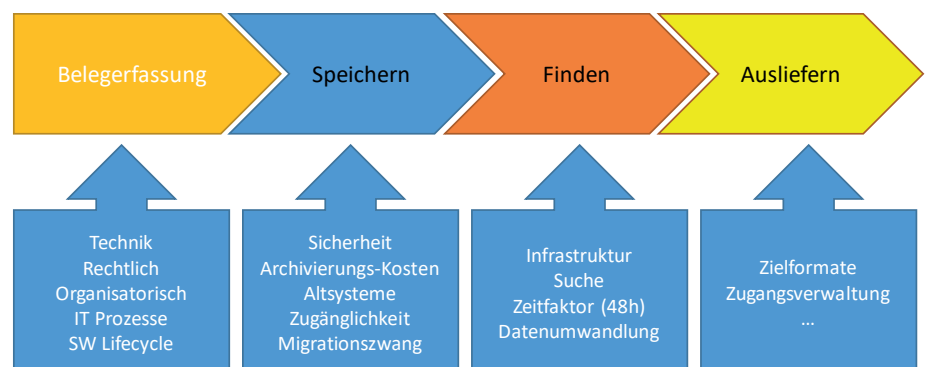 Belegerfassung
Speichern
Finden
Ausliefern
Technik
Rechtlich
Organisatorisch
IT Prozesse
SW Lifecycle
Sicherheit
Archivierungs-Kosten
Altsysteme
Zugänglichkeit
Migrationszwang
Infrastruktur
Suche
Zeitfaktor (48h)
Datenumwandlung
Zielformate
Zugangsverwaltung
...